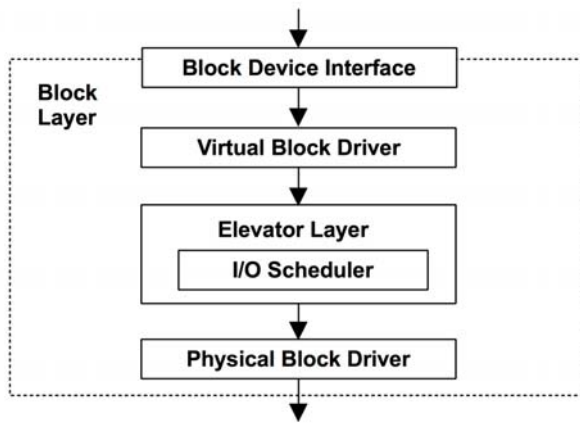 Block Device Interface
Block
Layer
Virtual Block Driver
Elevator Layer
I/O Scheduler
Physical Block Driver